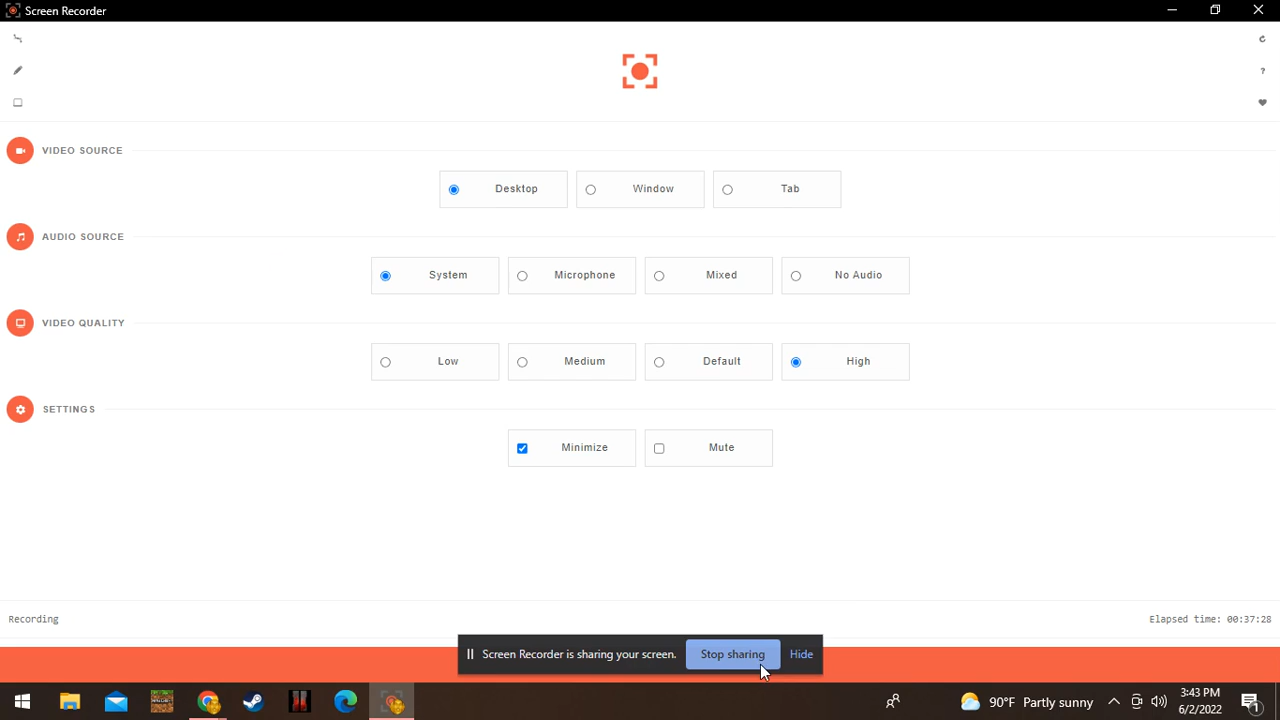 Screen Recorder
?
VIDEO SOURCE
Desktop Window Tab
AUDIO SOURCE
System Microphone Mixed No Audio
VIDEO QUALITY
Low Medium Default High
SETTINGS
Minimize Mute
Recording Elapsed time: 00:37:28
Screen Recorder is sharing your screen. Stop sharing Hide
90°F Partly sunny 3:43 PM
6/2/2022 1